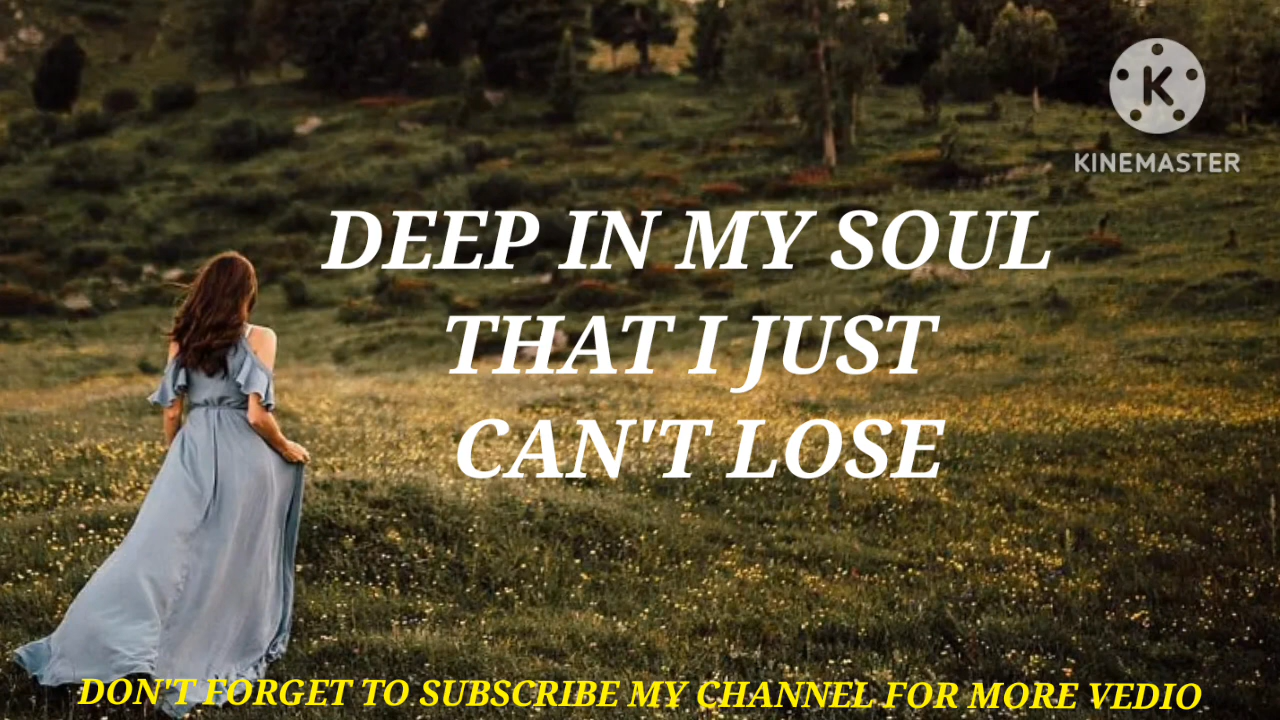 K
KINEMASTER
DEEP IN MY SOUL
THAT I JUST
CAN'T LOSE
DON'T FORGET TO SUBSCRIBE MY CHANNEL FOR MORE VEDIO